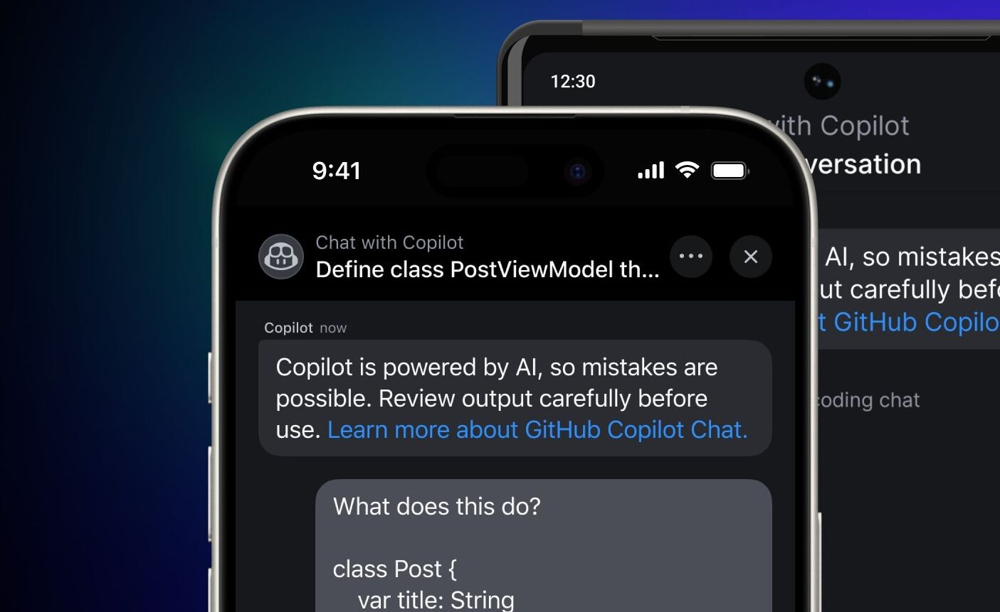 12:30
with Copilot
versation
9:41
Chat with Copilot
Define class PostViewModel th...
AI, so mistakes
ut carefully befo
t GitHub Copilo
Copilot now
Copilot is powered by AI, so mistakes are
possible. Review output carefully before
use. Learn more about GitHub Copilot Chat.
coding chat
What does this do?
class Post {
var title: String